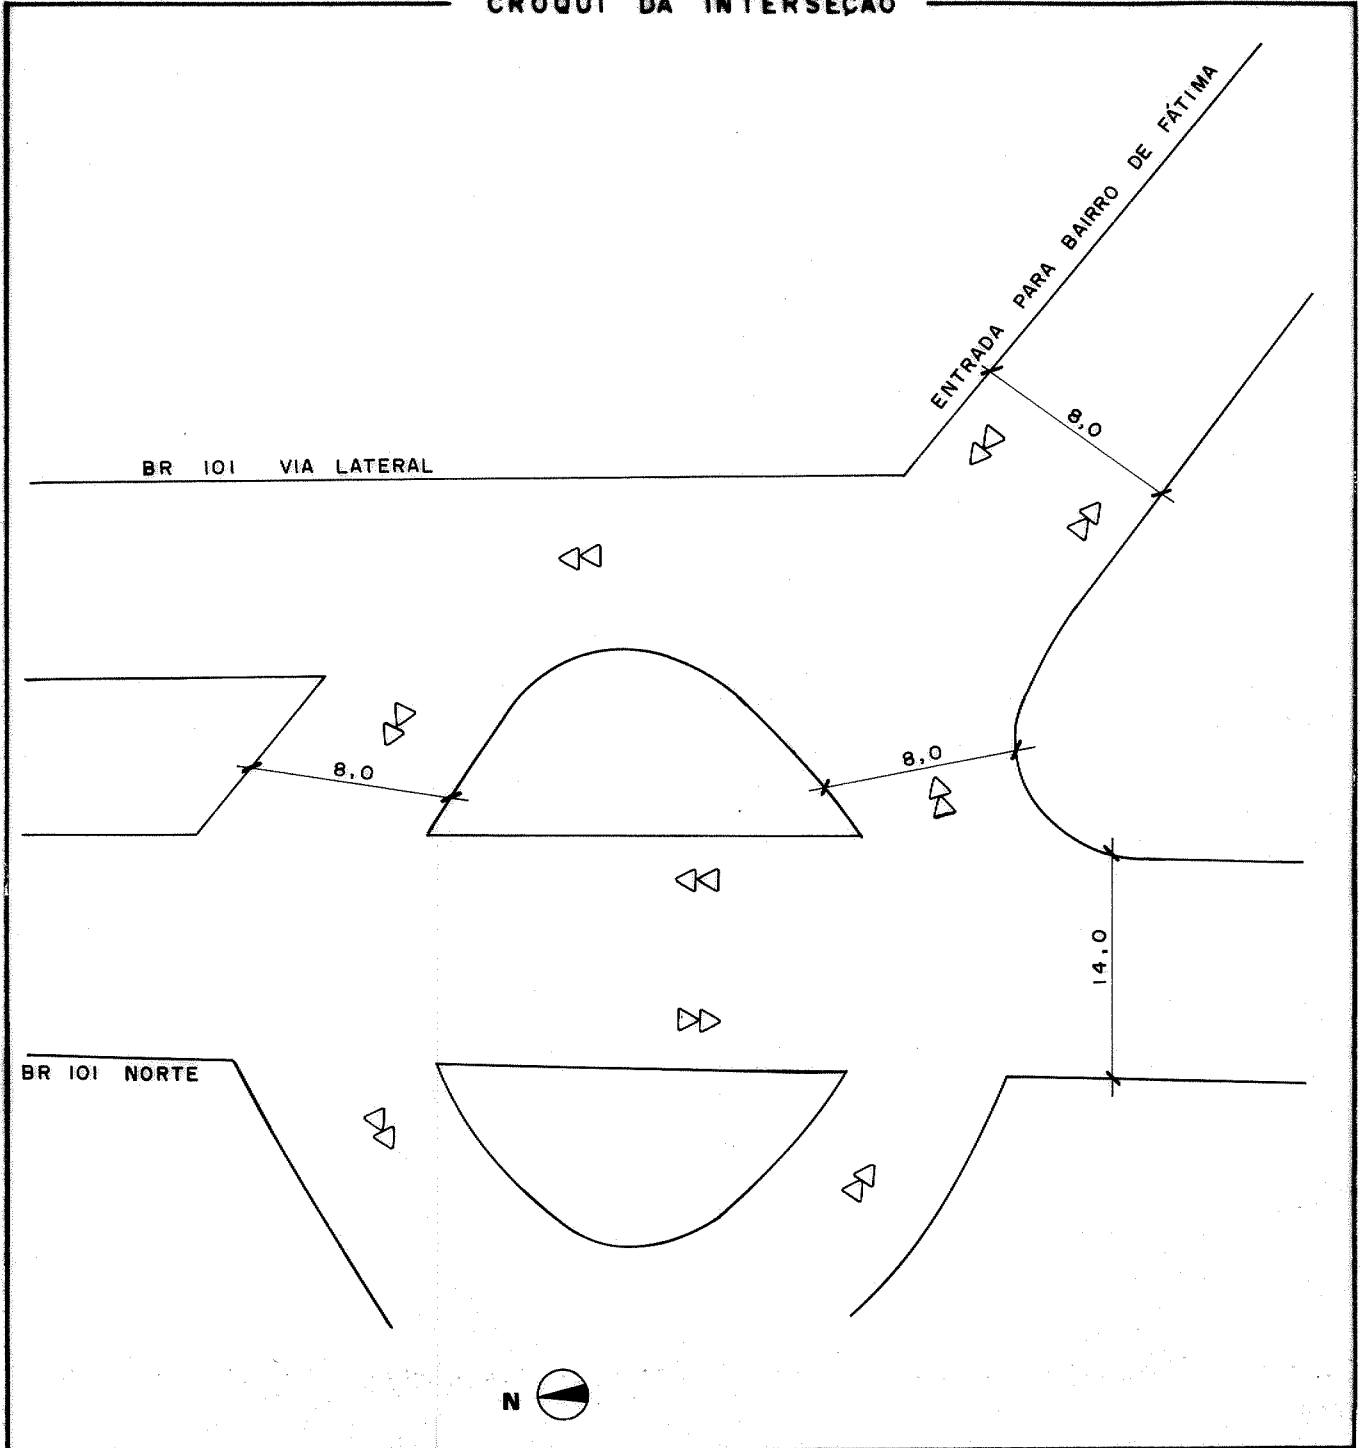 CROQUI DA INTERSEÇÃO
ENTRADA PARA BAIRRO DE FÁTIMA
8,0
BR 101 VIA LATERAL
8,0
8,0
14,0
BR 101 NORTE
N